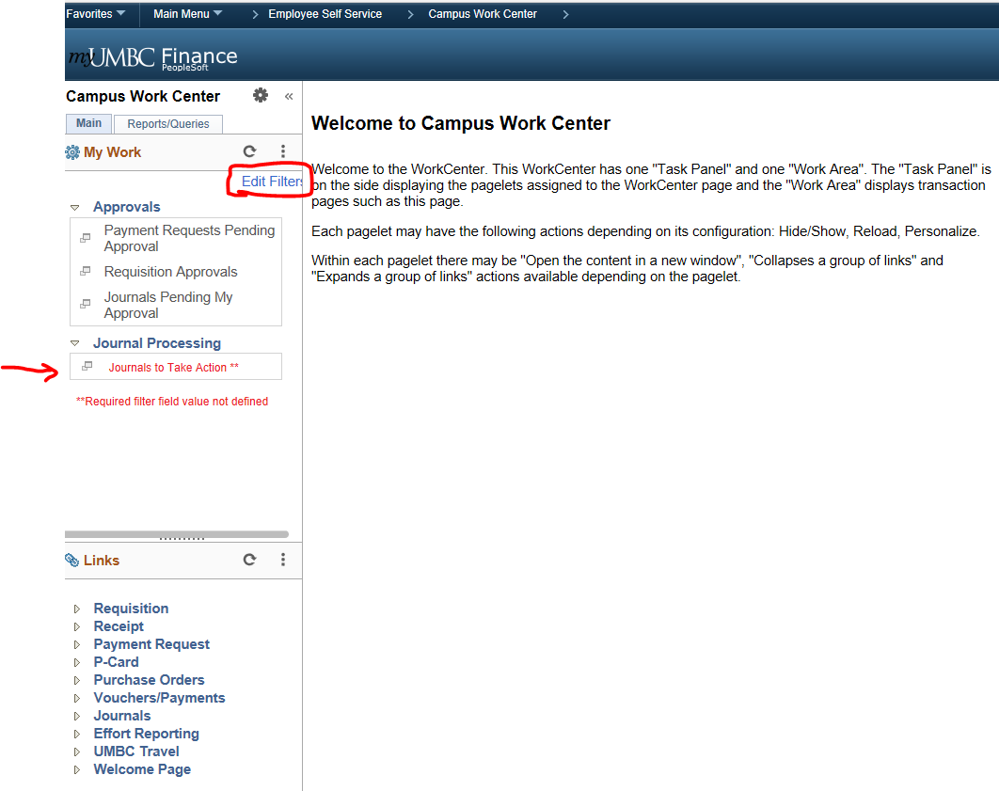 Favorites Main Menu Employee Self Service Campus Work Center
myUMBC Finance
PeopleSoft
Campus Work Center
Main Reports/Queries
My Work
Edit Filters
Approvals
Payment Requests Pending
Approval
Requisition Approvals
Journals Pending My
Approval
Journal Processing
Journals to Take Action **
**Required filter field value not defined
Links
Requisition
Receipt
Payment Request
P-Card
Purchase Orders
Vouchers/Payments
Journals
Effort Reporting
UMBC Travel
Welcome Page
Welcome to Campus Work Center
Welcome to the WorkCenter. This WorkCenter has one "Task Panel" and one "Work Area". The "Task Panel" is
on the side displaying the pagelets assigned to the WorkCenter page and the "Work Area" displays transaction
pages such as this page.
Each pagelet may have the following actions depending on its configuration: Hide/Show, Reload, Personalize.
Within each pagelet there may be "Open the content in a new window", "Collapses a group of links" and
"Expands a group of links" actions available depending on the pagelet.